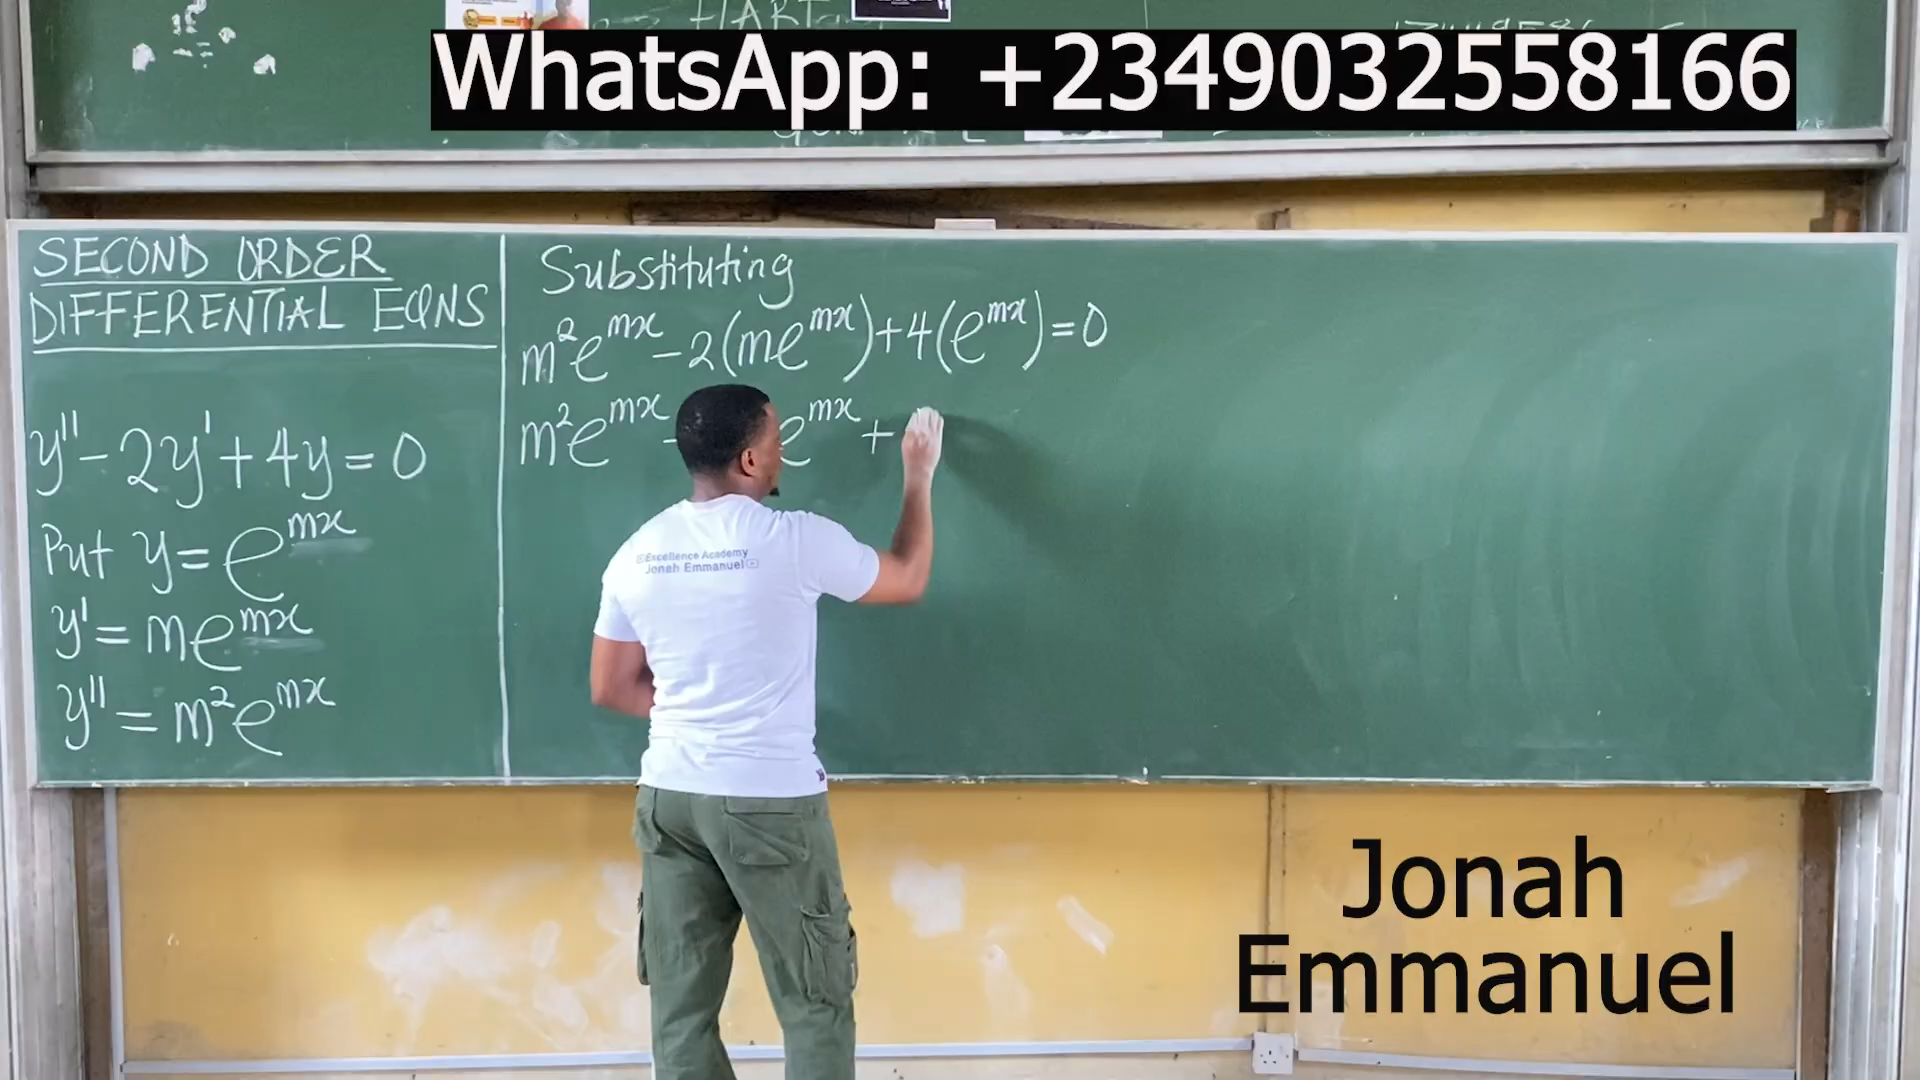 HART
WhatsApp: +2349032558166
SECOND ORDER
DIFFERENTIAL EQNS
y'' - 2y' + 4y = 0
Put y = e^{mx}
y' = me^{mx}
y'' = m²e^{mx}
Substituting
m²e^{mx} - 2(me^{mx}) + 4(e^{mx}) = 0
m²e^{mx} - e^{mx} +
Excellence Academy
Jonah Emmanuel
Jonah
Emmanuel